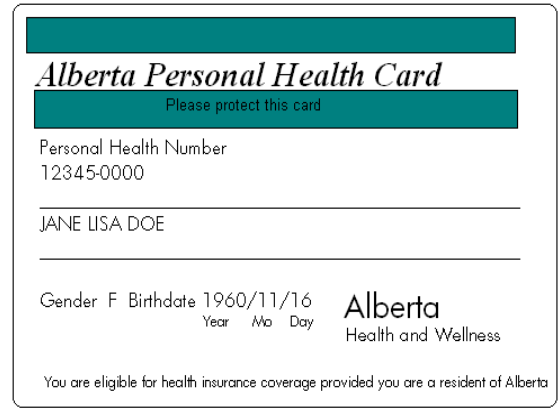 Alberta Personal Health Card
Please protect this card
Personal Health Number
12345-0000
JANE LISA DOE
Gender F Birthdate 1960/11/16
Year Mo Day
Alberta
Health and Wellness
You are eligible for health insurance coverage provided you are a resident of Alberta